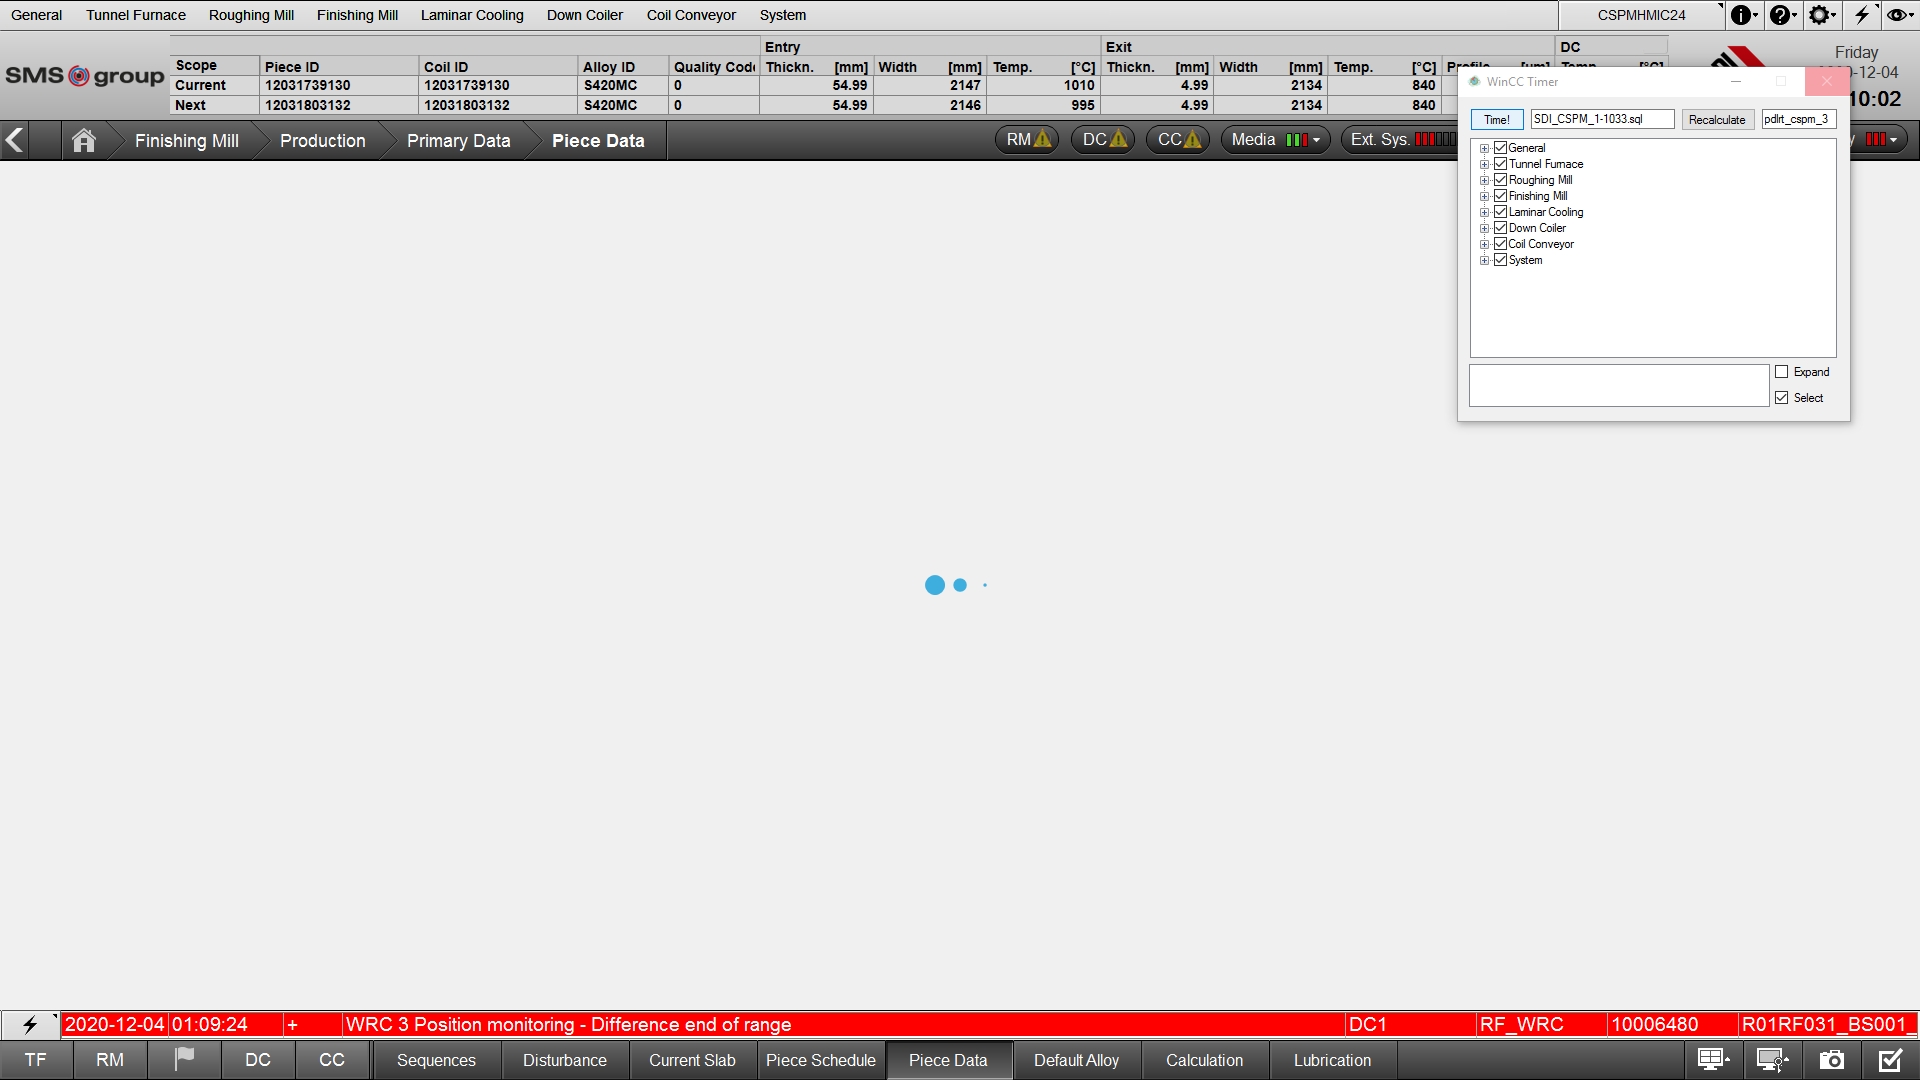 General Tunnel Furnace Roughing Mill Finishing Mill Laminar Cooling Down Coiler Coil Conveyor System CSPMHMIC24
SMS group
Entry Exit DC
Scope Piece ID Coil ID Alloy ID Quality Code Thickn. [mm] Width [mm] Temp. [°C] Thickn. [mm] Width [mm] Temp. [°C] Profile [um] Temp. [°C]
Current 12031739130 12031739130 S420MC 0 54.99 2147 1010 4.99 2134 840
Next 12031803132 12031803132 S420MC 0 54.99 2146 995 4.99 2134 840
Friday
-12-04
10:02
Finishing Mill Production Primary Data Piece Data
RM DC CC Media Ext. Sys.
WinCC Timer
Time! SDI_CSPM_1-1033.sql Recalculate pdlrt_cspm_3
General
Tunnel Furnace
Roughing Mill
Finishing Mill
Laminar Cooling
Down Coiler
Coil Conveyor
System
Expand
Select
2020-12-04 01:09:24 + WRC 3 Position monitoring - Difference end of range DC1 RF_WRC 10006480 R01RF031_BS001_
TF RM DC CC Sequences Disturbance Current Slab Piece Schedule Piece Data Default Alloy Calculation Lubrication